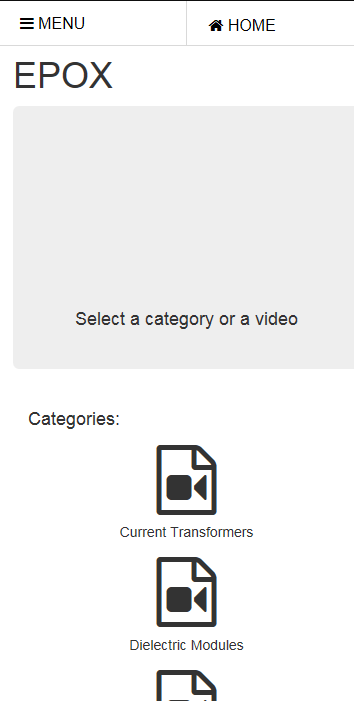 MENU
HOME
EPOX
Select a category or a video
Categories:
Current Transformers
Dielectric Modules